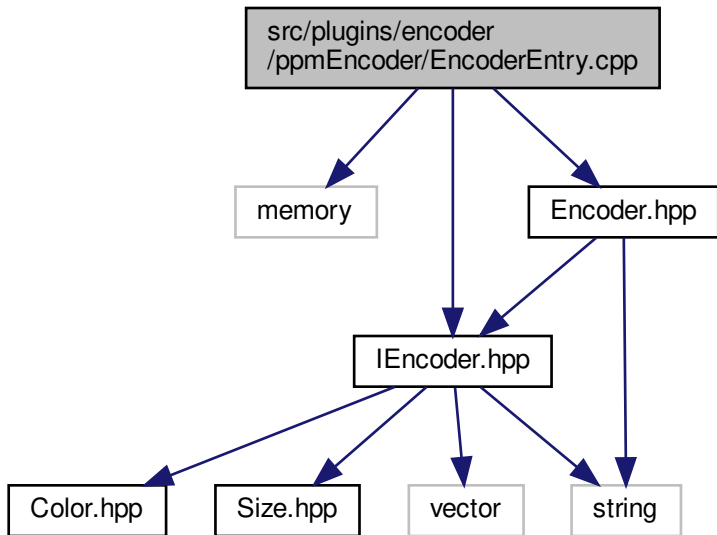 src/plugins/encoder
/ppmEncoder/EncoderEntry.cpp
memory
Encoder.hpp
IEncoder.hpp
Color.hpp
Size.hpp
vector
string